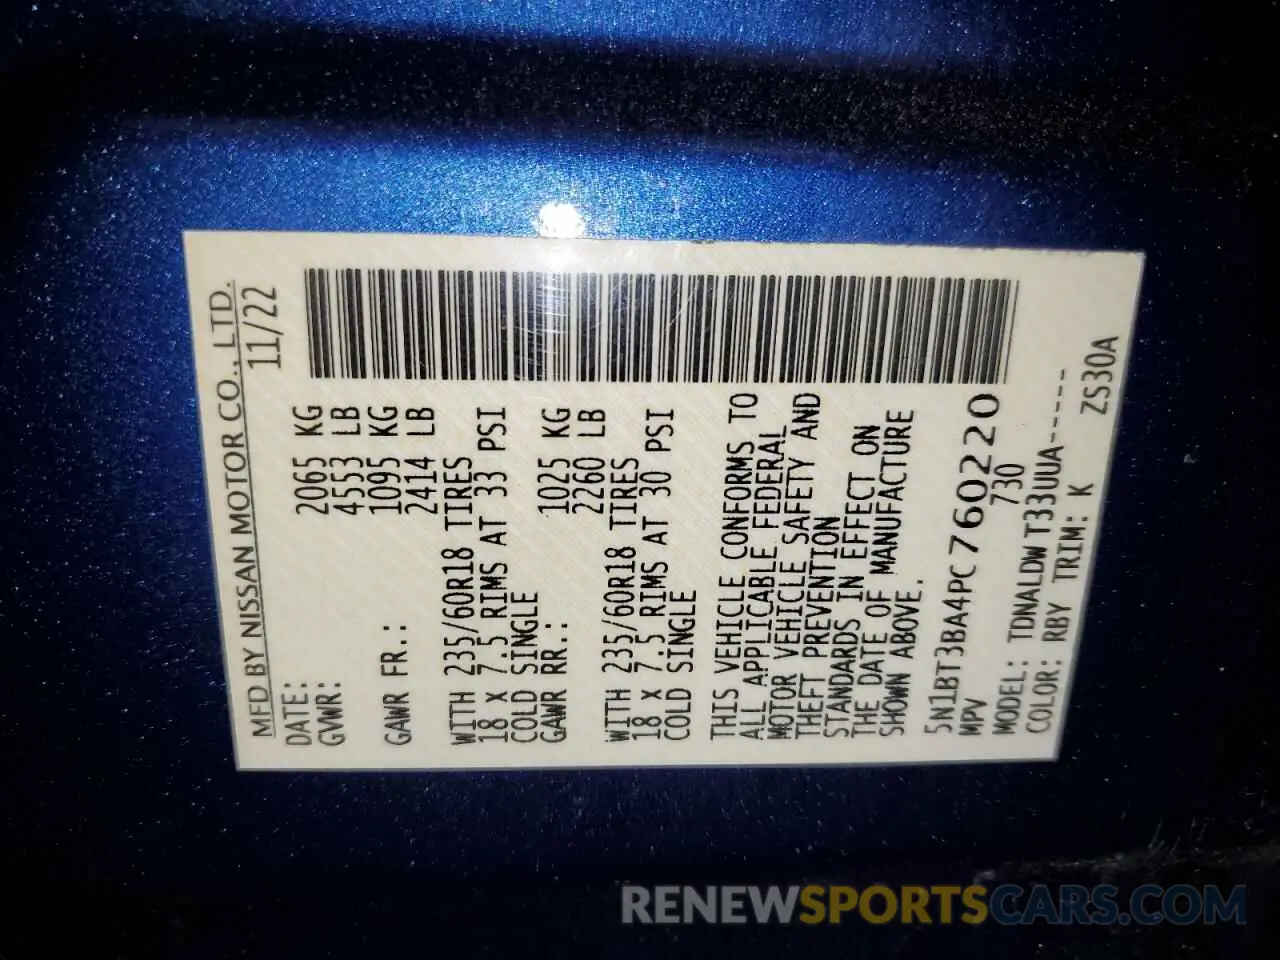 MFD BY NISSAN MOTOR CO., LTD.
DATE: 11/22
GVWR: 2065 KG
4553 LB
GAWR FR.: 1095 KG
2414 LB
WITH 235/60R18 TIRES
18 X 7.5 RIMS AT 33 PSI
COLD SINGLE
GAWR RR.: 1025 KG
2260 LB
WITH 235/60R18 TIRES
18 X 7.5 RIMS AT 30 PSI
COLD SINGLE
THIS VEHICLE CONFORMS TO
ALL APPLICABLE FEDERAL
MOTOR VEHICLE SAFETY AND
THEFT PREVENTION
STANDARDS IN EFFECT ON
THE DATE OF MANUFACTURE
SHOWN ABOVE.
5N1BT3BA4PC760220
MPV 730
MODEL: TDNALDW T33UUA-----
COLOR: RBY TRIM: K ZS30A
RENEWSPORTSCARS.COM